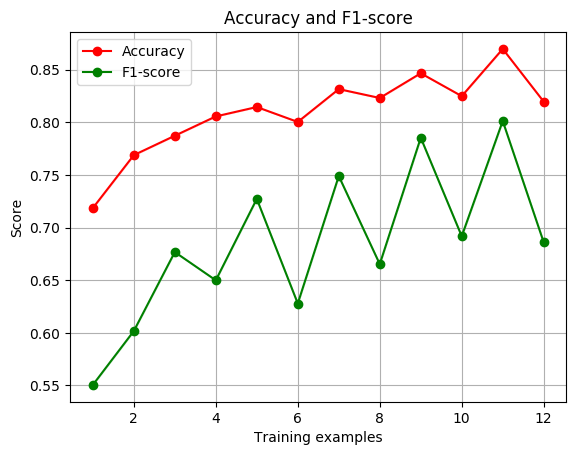 Accuracy and F1-score
Accuracy
F1-score
Score
0.85
0.80
0.75
0.70
0.65
0.60
0.55
2 4 6 8 10 12
Training examples